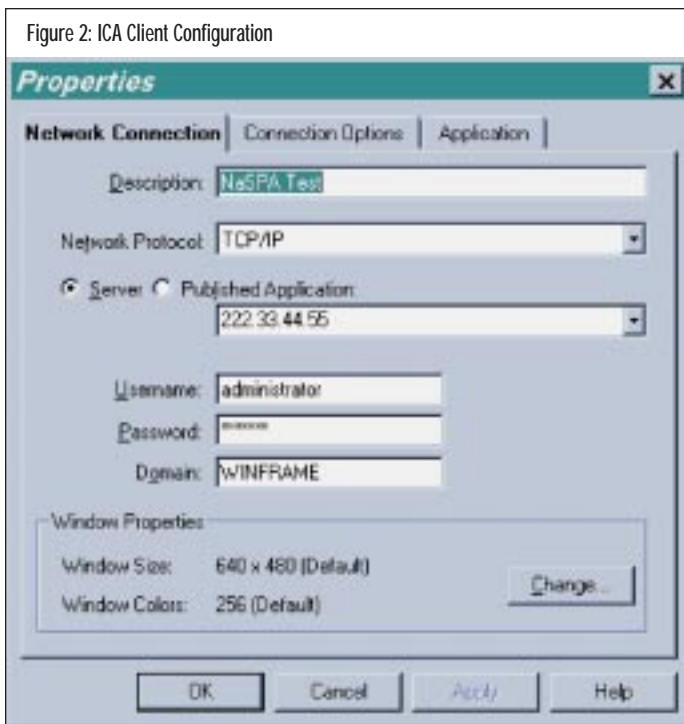 Figure 2: ICA Client Configuration
Properties
Network Connection Connection Options Application
Description: NaSPA Test
Network Protocol: TCP/IP
Server Published Application:
222.33.44.55
Username: administrator
Password: *******
Domain: WINFRAME
Window Properties
Window Size: 640 x 480 (Default)
Window Colors: 256 (Default)
Change...
OK Cancel Apply Help